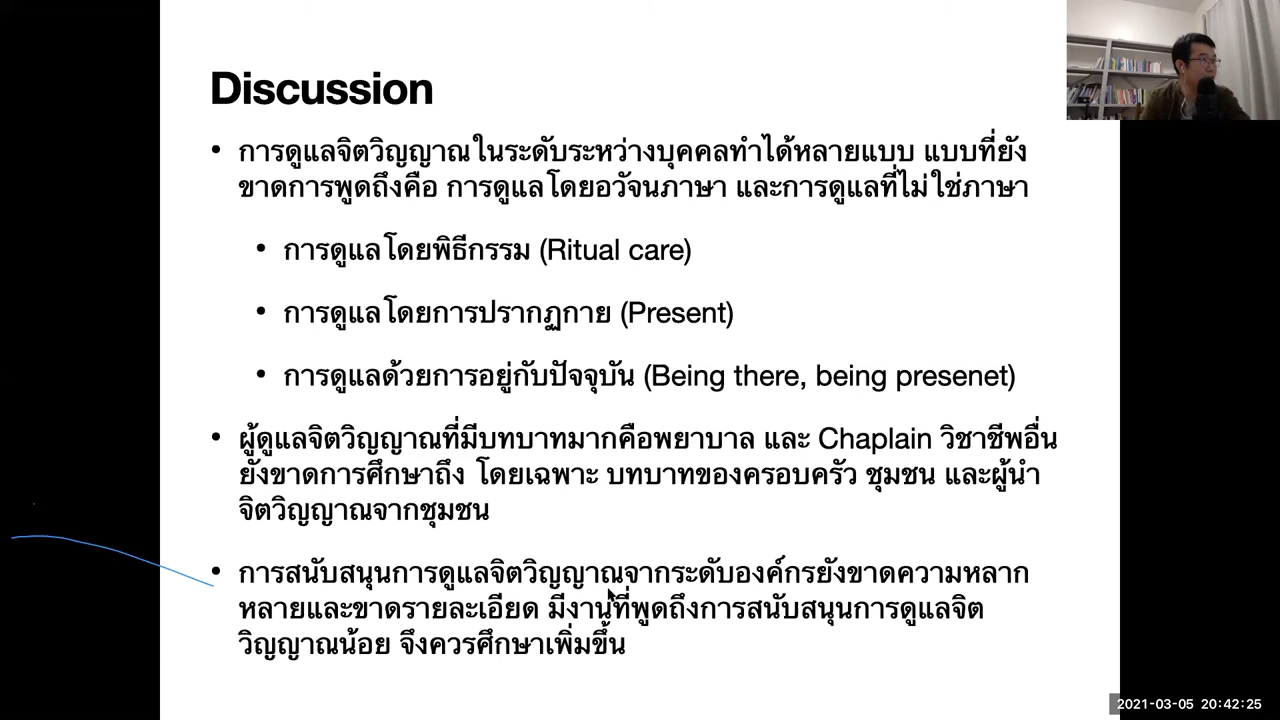 Discussion
• การดูแลจิตวิญญาณในระดับระหว่างบุคคลทำได้หลายแบบ แบบที่ยัง
ขาดการพูดถึงคือ การดูแลโดยอวัจนภาษา และการดูแลที่ไม่ใช่ภาษา
• การดูแลโดยพิธีกรรม (Ritual care)
• การดูแลโดยการปรากฏกาย (Present)
• การดูแลด้วยการอยู่กับปัจจุบัน (Being there, being presenet)
• ผู้ดูแลจิตวิญญาณที่มีบทบาทมากคือพยาบาล และ Chaplain วิชาชีพอื่น
ยังขาดการศึกษาถึง โดยเฉพาะ บทบาทของครอบครัว ชุมชน และผู้นำ
จิตวิญญาณจากชุมชน
• การสนับสนุนการดูแลจิตวิญญาณจากระดับองค์กรยังขาดความหลาก
หลายและขาดรายละเอียด มีงานที่พูดถึงการสนับสนุนการดูแลจิต
วิญญาณน้อย จึงควรศึกษาเพิ่มขึ้น
2021-03-05 20:42:25